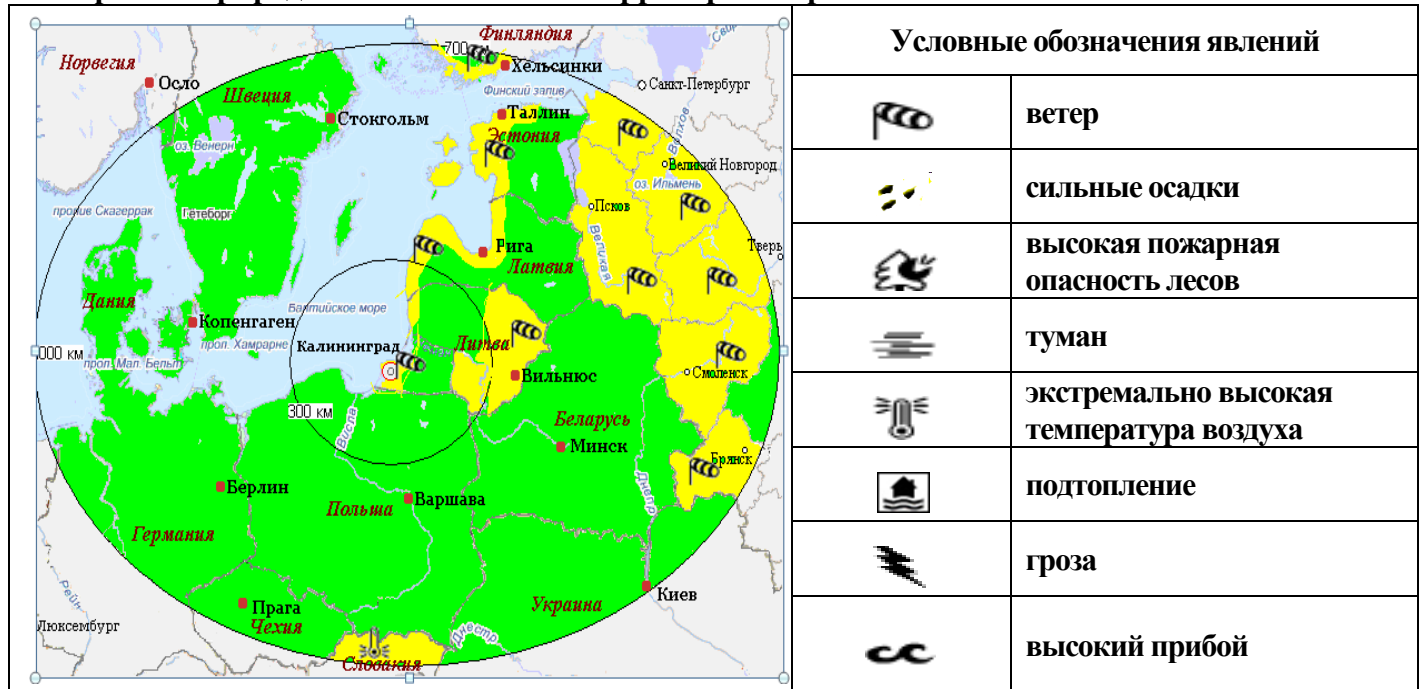 Норвегия
Осло
Швеция
Стокгольм
оз. Венерн
пролив Скагеррак
Гетеборг
Дания
Копенгаген
прол. Хамрарне
прол. Мал. Бельт
000 км
Балтийское море
Калининград
300 км
700
Финляндия
Хельсинки
Финский залив
Санкт-Петербург
Таллин
Эстония
Волхов
Великий Новгород
оз. Ильмень
Псков
Великая
Тверь
Рига
Латвия
Литва
Вильнюс
Смоленск
Беларусь
Минск
Брянск
Днепр
Висла
Берлин
Варшава
Польша
Германия
Рейн
Прага
Чехия
Люксембург
Украина
Киев
Днестр
Словакия
Условные обозначения явлений
ветер
сильные осадки
высокая пожарная
опасность лесов
туман
экстремально высокая
температура воздуха
подтопление
гроза
высокий прибой